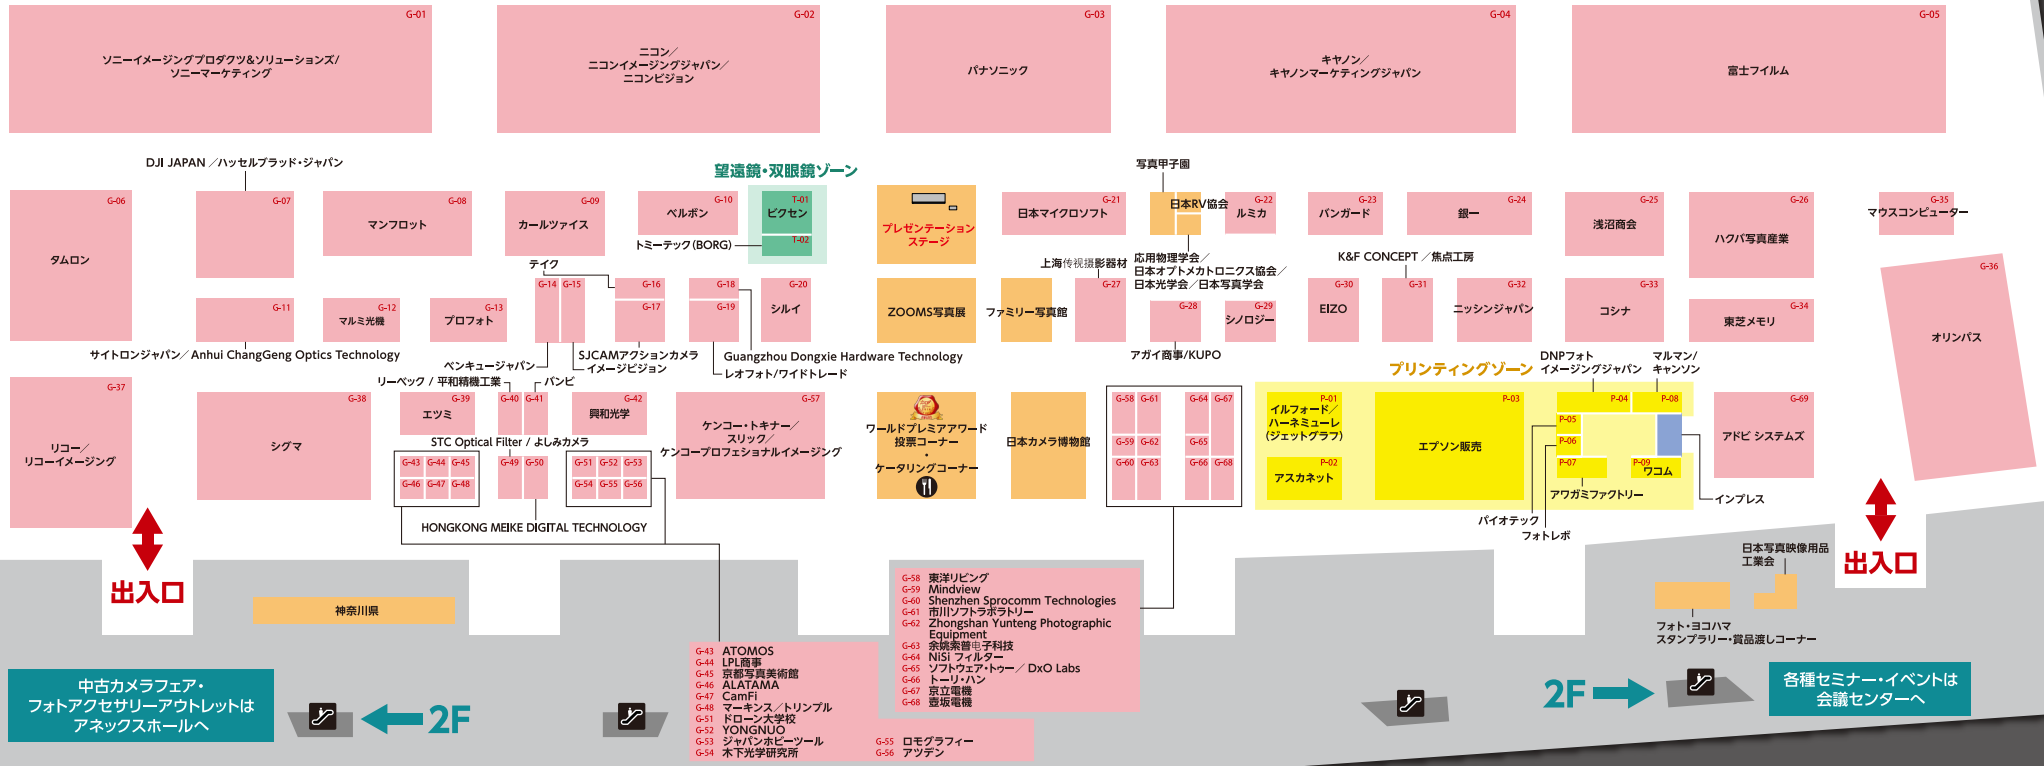 G-01
ソニーイメージングプロダクツ&ソリューションズ/
ソニーマーケティング
G-02
ニコン/
ニコンイメージングジャパン/
ニコンビジョン
G-03
パナソニック
G-04
キヤノン/
キヤノンマーケティングジャパン
G-05
富士フイルム
DJI JAPAN /ハッセルブラッド・ジャパン
望遠鏡・双眼鏡ゾーン
写真甲子園
G-06
タムロン
G-07
G-08
マンフロット
G-09
カールツァイス
G-10
ベルボン
T-01
ビクセン
T-02
トミーテック(BORG)
プレゼンテーション
ステージ
G-21
日本マイクロソフト
日本RV協会
G-22
ルミカ
G-23
バンガード
G-24
銀一
G-25
浅沼商会
G-26
ハクバ写真産業
G-35
マウスコンピューター
G-36
オリンパス
テイク
上海传视摄影器材
応用物理学会/
日本オプトメカトロニクス協会/
日本光学会/日本写真学会
K&F CONCEPT /焦点工房
G-11
G-12
マルミ光機
G-13
プロフォト
G-14
G-15
G-16
G-17
G-18
G-19
G-20
シルイ
ZOOMS写真展
ファミリー写真館
G-27
G-28
G-29
シノロジー
G-30
EIZO
G-31
G-32
ニッシンジャパン
G-33
コシナ
G-34
東芝メモリ
サイトロンジャパン/Anhui ChangGeng Optics Technology
ベンキュージャパン
SJCAMアクションカメラ
イメージビジョン
Guangzhou Dongxie Hardware Technology
レオフォト/ワイドトレード
アガイ商事/KUPO
プリンティングゾーン
DNPフォト
イメージングジャパン
マルマン/
キャンソン
リーベック / 平和精機工業
バンビ
G-37
リコー/
リコーイメージング
G-38
シグマ
G-39
エツミ
G-40
G-41
G-42
興和光学
G-57
ケンコー・トキナー/
スリック/
ケンコープロフェショナルイメージング
STC Optical Filter / よしみカメラ
G-43
G-44
G-45
G-46
G-47
G-48
G-49
G-50
G-51
G-52
G-53
G-54
G-55
G-56
HONGKONG MEIKE DIGITAL TECHNOLOGY
ワールドプレミアアワード
投票コーナー
・
ケータリングコーナー
日本カメラ博物館
G-58
G-61
G-64
G-67
G-59
G-62
G-65
G-60
G-63
G-66
G-68
P-01
イルフォード/
ハーネミューレ
(ジェットグラフ)
P-02
アスカネット
P-03
エプソン販売
P-04
P-08
P-05
P-06
P-07
P-09
ワコム
アワガミファクトリー
パイオテック
フォトレボ
インプレス
G-69
アドビ システムズ
出入口
出入口
神奈川県
日本写真映像用品
工業会
フォト・ヨコハマ
スタンプラリー・賞品渡しコーナー
G-58 東洋リビング
G-59 Mindview
G-60 Shenzhen Sprocomm Technologies
G-61 市川ソフトラボラトリー
G-62 Zhongshan Yunteng Photographic
Equipment
G-63 余姚索普电子科技
G-64 NiSi フィルター
G-65 ソフトウェア・トゥー/ DxO Labs
G-66 トーリ・ハン
G-67 京立電機
G-68 壺坂電機
G-43 ATOMOS
G-44 LPL商事
G-45 京都写真美術館
G-46 ALATAMA
G-47 CamFi
G-48 マーキンス/トリンプル
G-51 ドローン大学校
G-52 YONGNUO
G-53 ジャパンホビーツール
G-54 木下光学研究所
G-55 ロモグラフィー
G-56 アツデン
中古カメラフェア・
フォトアクセサリーアウトレットは
アネックスホールへ
2F
2F
各種セミナー・イベントは
会議センターへ